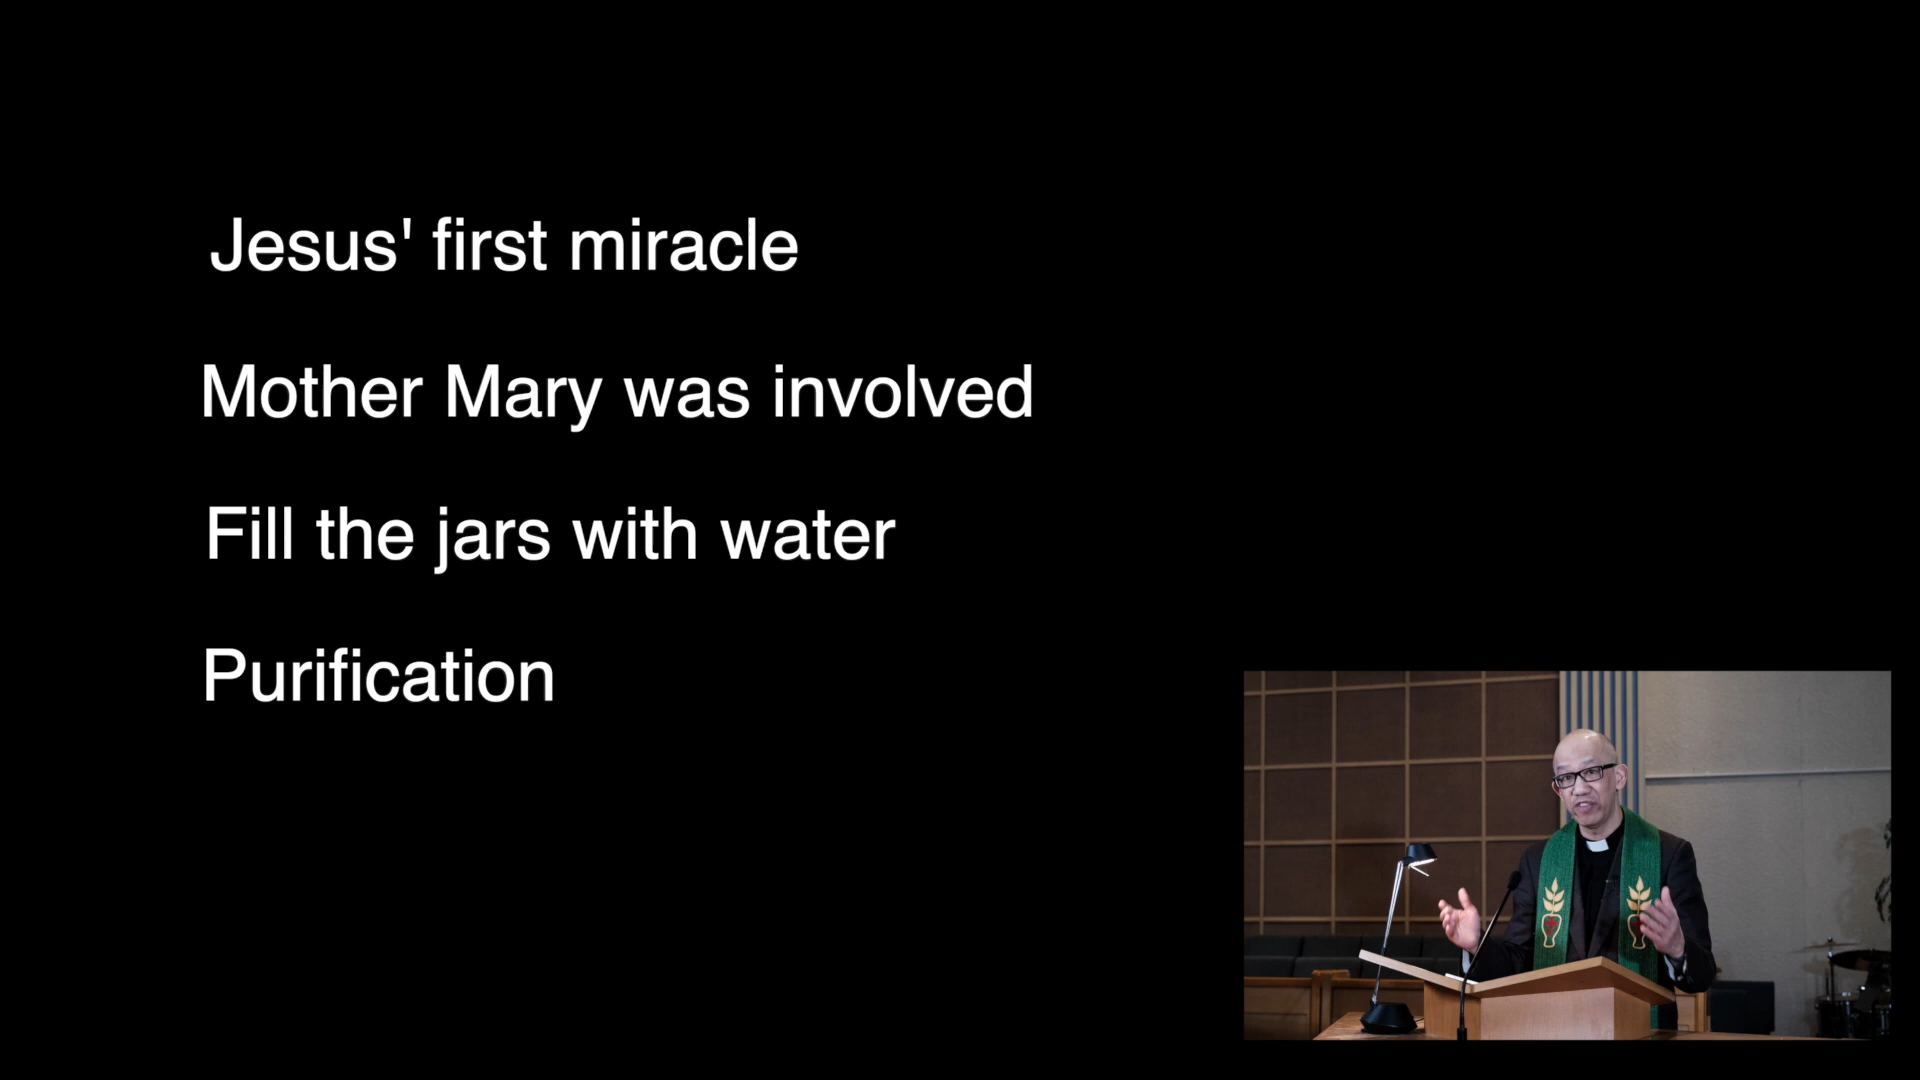 Jesus' first miracle
Mother Mary was involved
Fill the jars with water
Purification